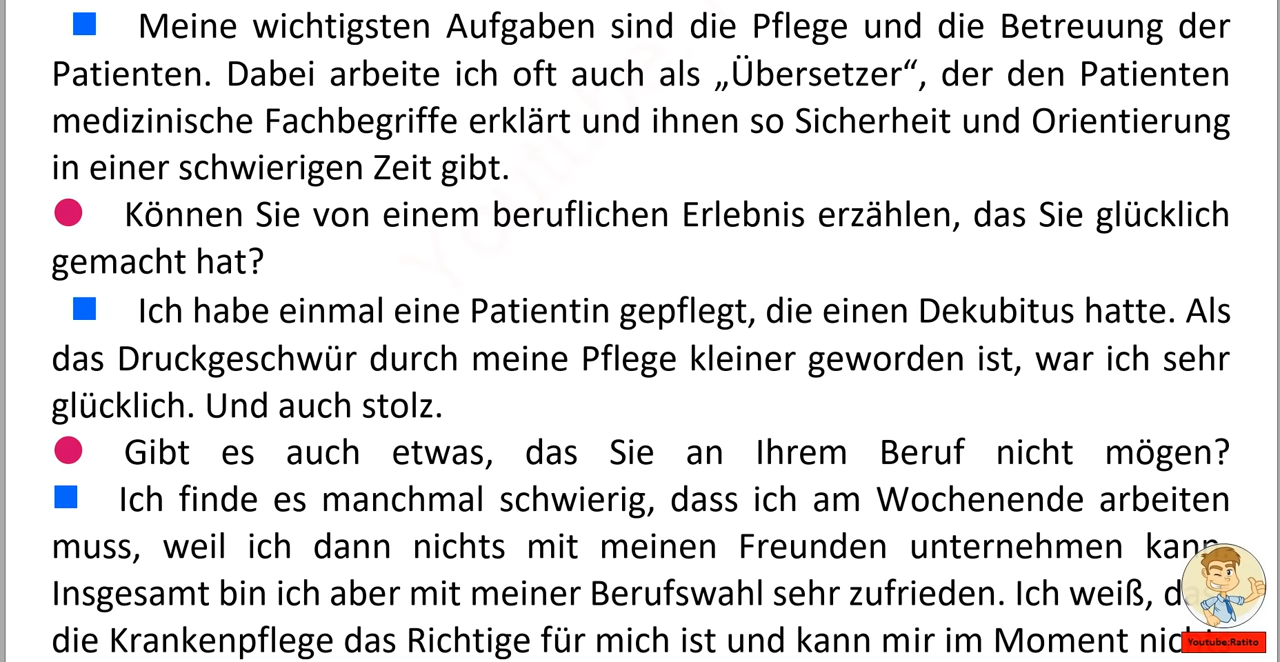 Meine wichtigsten Aufgaben sind die Pflege und die Betreuung der
Patienten. Dabei arbeite ich oft auch als „Übersetzer“, der den Patienten
medizinische Fachbegriffe erklärt und ihnen so Sicherheit und Orientierung
in einer schwierigen Zeit gibt.
Können Sie von einem beruflichen Erlebnis erzählen, das Sie glücklich
gemacht hat?
Ich habe einmal eine Patientin gepflegt, die einen Dekubitus hatte. Als
das Druckgeschwür durch meine Pflege kleiner geworden ist, war ich sehr
glücklich. Und auch stolz.
Gibt es auch etwas, das Sie an Ihrem Beruf nicht mögen?
Ich finde es manchmal schwierig, dass ich am Wochenende arbeiten
muss, weil ich dann nichts mit meinen Freunden unternehmen kann.
Insgesamt bin ich aber mit meiner Berufswahl sehr zufrieden. Ich weiß,
die Krankenpflege das Richtige für mich ist und kann mir im Moment
Youtube:Ratito